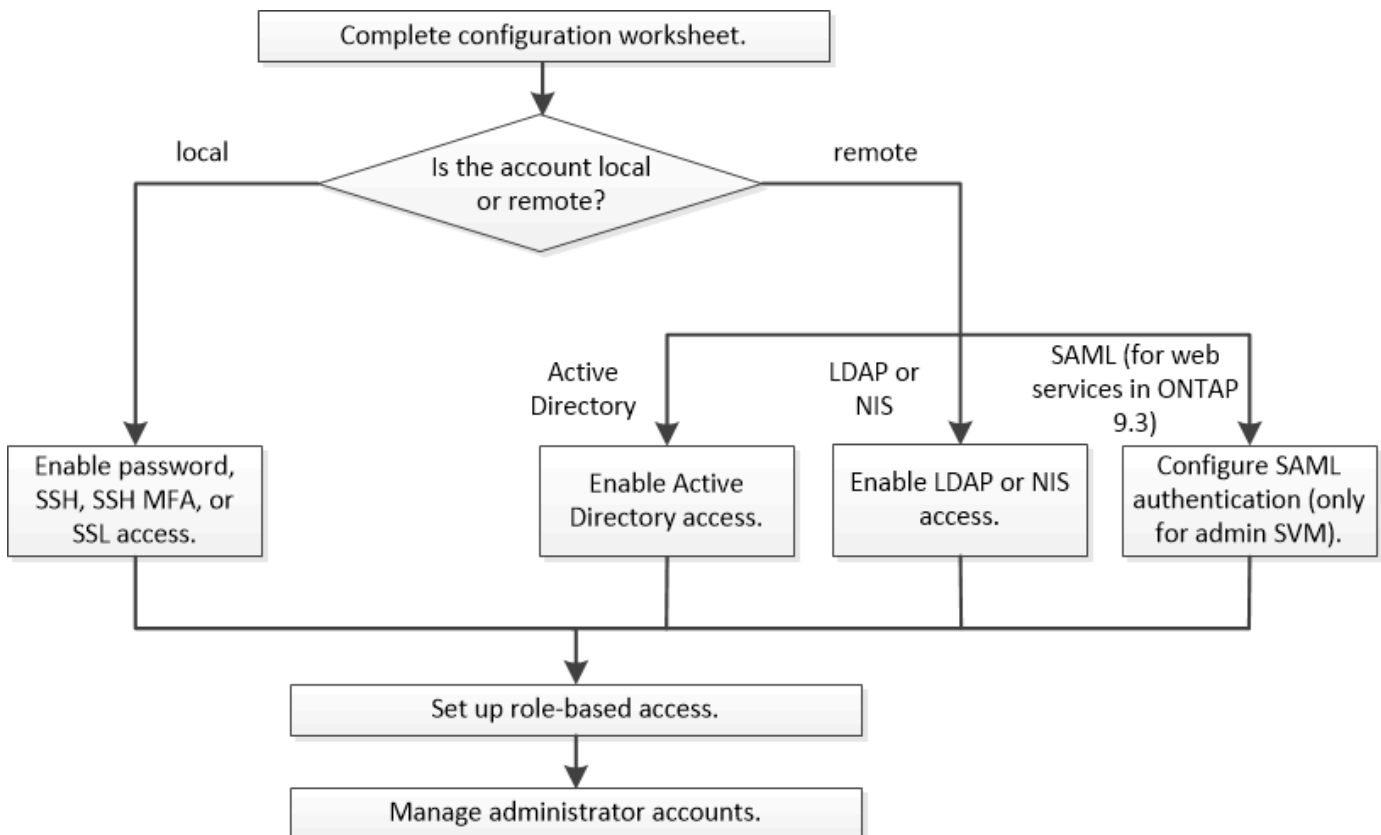 Complete configuration worksheet.
local
remote
Is the account local
or remote?
Active
Directory
LDAP or
NIS
SAML (for web
services in ONTAP
9.3)
Enable password,
SSH, SSH MFA, or
SSL access.
Enable Active
Directory access.
Enable LDAP or NIS
access.
Configure SAML
authentication (only
for admin SVM).
Set up role-based access.
Manage administrator accounts.